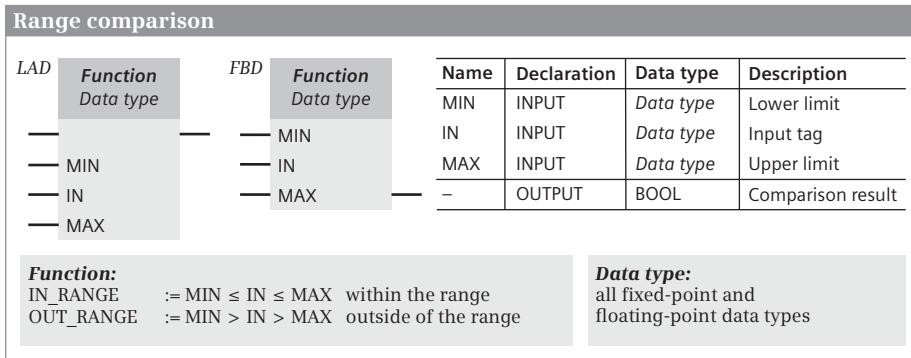 Range comparison
LAD
Function
Data type
MIN
IN
MAX
FBD
Function
Data type
MIN
IN
MAX
Name Declaration Data type Description
MIN INPUT Data type Lower limit
IN INPUT Data type Input tag
MAX INPUT Data type Upper limit
– OUTPUT BOOL Comparison result
Function:
IN_RANGE := MIN ≤ IN ≤ MAX within the range
OUT_RANGE := MIN > IN > MAX outside of the range
Data type:
all fixed-point and
floating-point data types